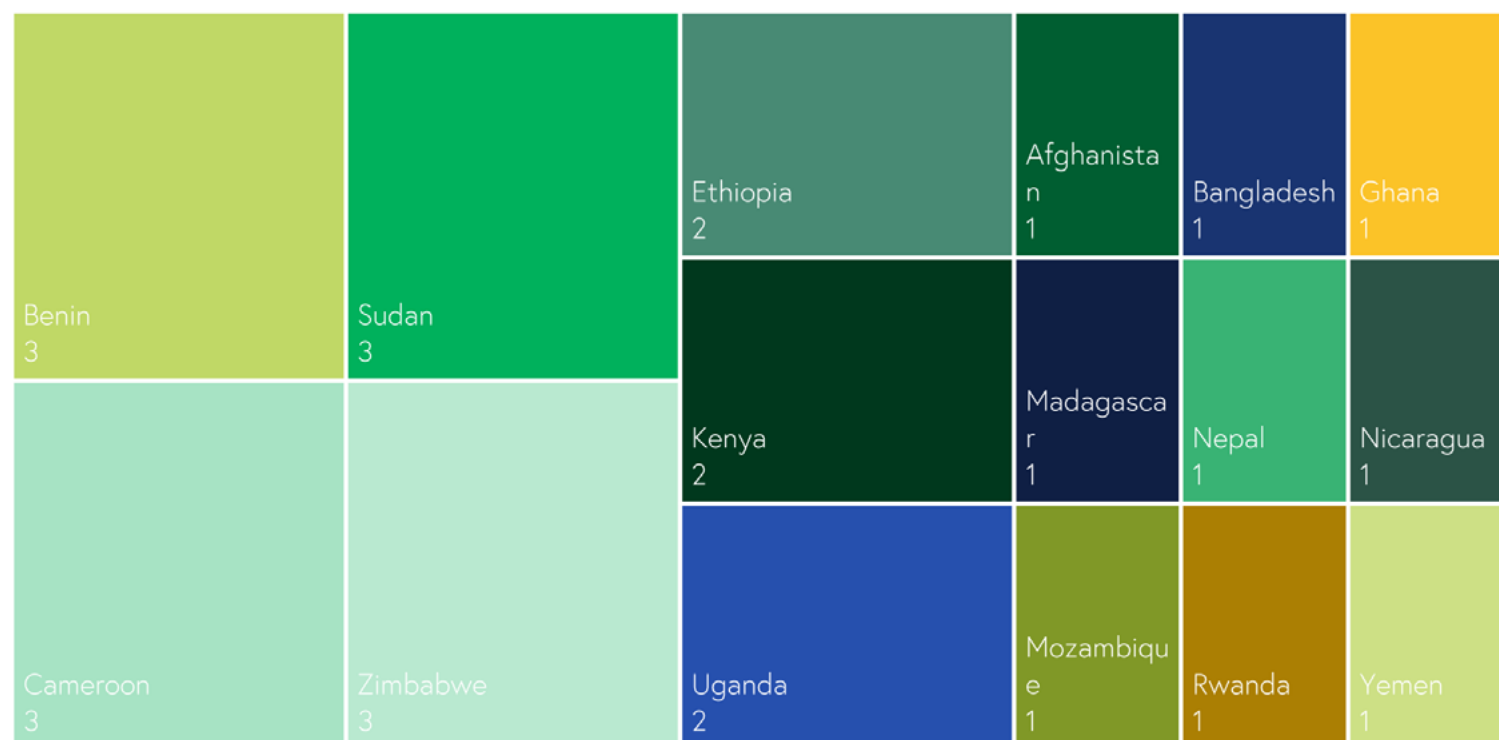 Benin
3
Sudan
3
Cameroon
3
Zimbabwe
3
Ethiopia
2
Kenya
2
Uganda
2
Afghanista
n
1
Bangladesh
1
Ghana
1
Madagasca
r
1
Nepal
1
Nicaragua
1
Mozambiqu
e
1
Rwanda
1
Yemen
1